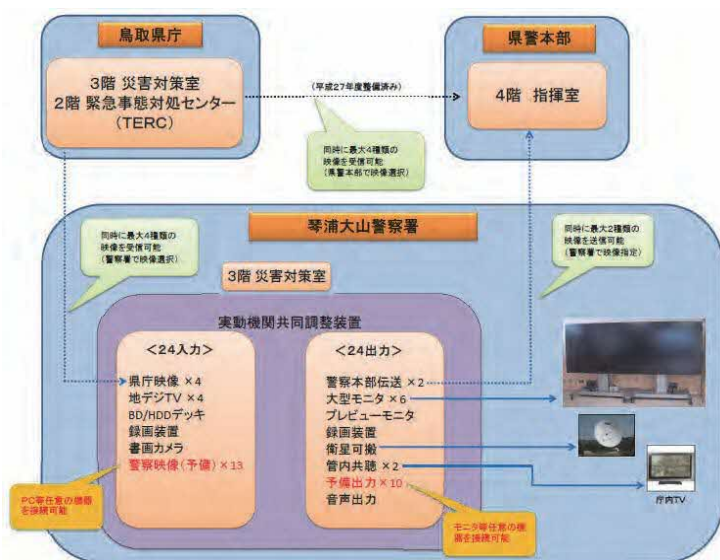 鳥取県庁
3階 災害対策室
2階 緊急事態対処センター
(TERC)
(平成27年度整備済み)
県警本部
4階 指揮室
同時に最大4種類の
映像を受信可能
(県警本部で映像選択)
琴浦大山警察署
同時に最大4種類の
映像を受信可能
(警察署で映像選択)
同時に最大2種類の
映像を送信可能
(警察署で映像指定)
3階 災害対策室
実動機関共同調整装置
<24入力>
県庁映像 ×4
地デジTV ×4
BD/HDDデッキ
録画装置
書画カメラ
警察映像(予備) ×13
PC等任意の機器
を接続可能
<24出力>
警察本部伝送 ×2
大型モニタ ×6
プレビューモニタ
録画装置
衛星可搬
管内共聴 ×2
予備出力 ×10
音声出力
モニタ等任意の機
器を接続可能
庁内TV